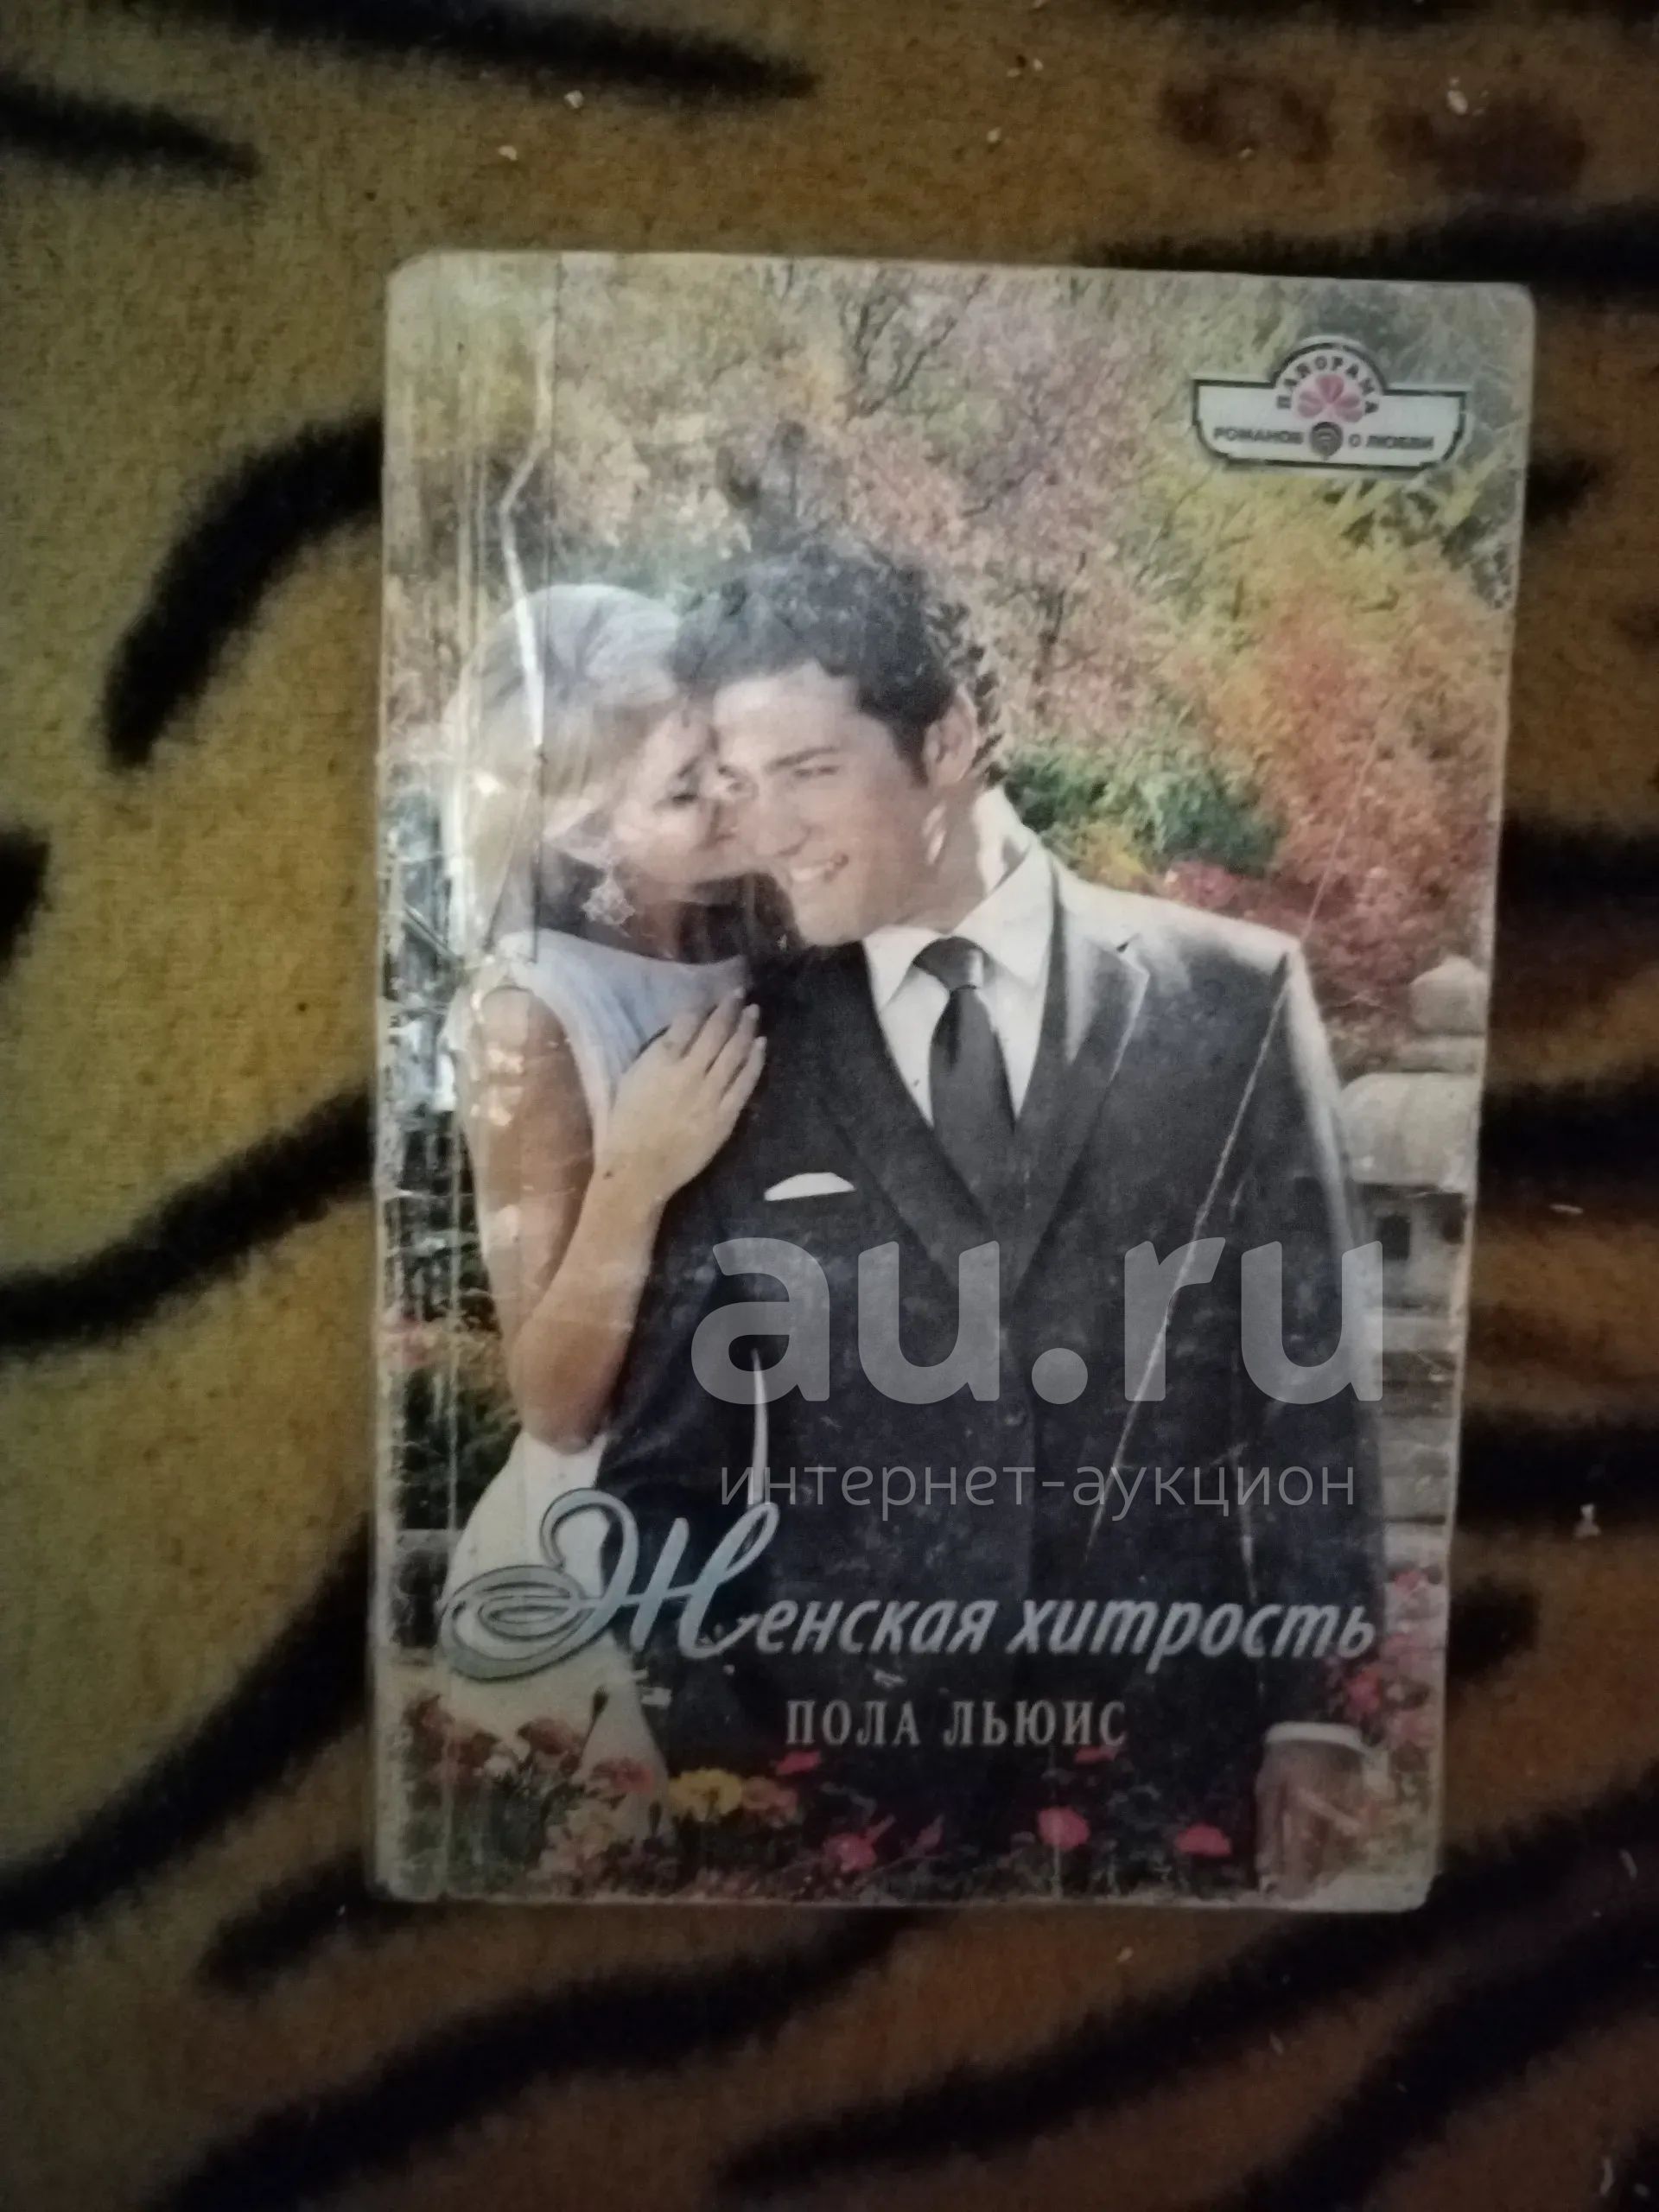 ПАНОРАМА
РОМАНОВ О ЛЮБВИ
au.ru
интернет-аукцион
Женская хитрость
ПОЛА ЛЬЮИС